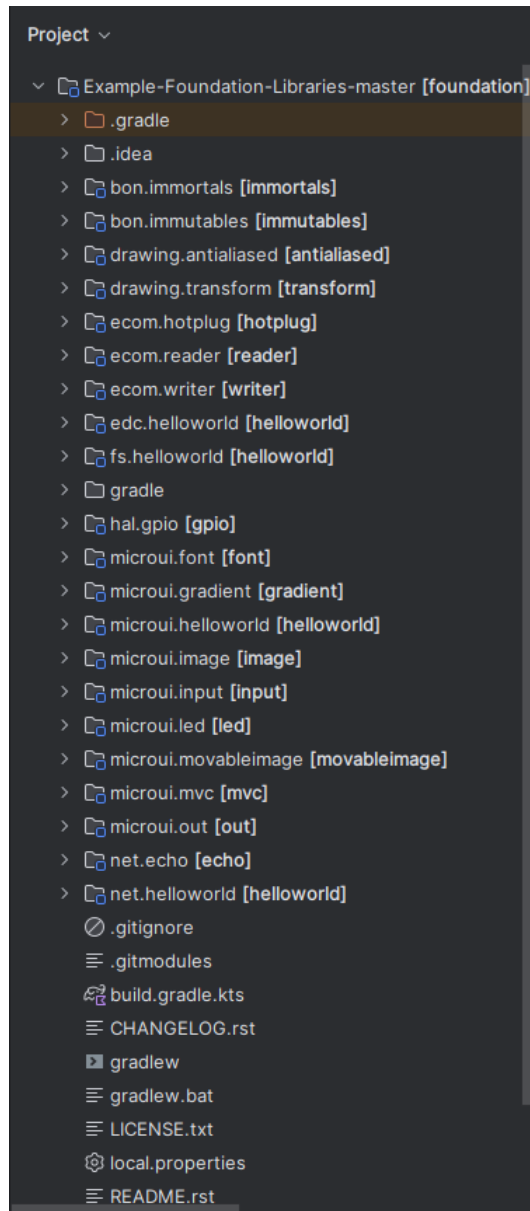 Project
Example-Foundation-Libraries-master [foundation]
.gradle
.idea
bon.immortals [immortals]
bon.immutables [immutables]
drawing.antialiased [antialiased]
drawing.transform [transform]
ecom.hotplug [hotplug]
ecom.reader [reader]
ecom.writer [writer]
edc.helloworld [helloworld]
fs.helloworld [helloworld]
gradle
hal.gpio [gpio]
microui.font [font]
microui.gradient [gradient]
microui.helloworld [helloworld]
microui.image [image]
microui.input [input]
microui.led [led]
microui.movableimage [movableimage]
microui.mvc [mvc]
microui.out [out]
net.echo [echo]
net.helloworld [helloworld]
.gitignore
.gitmodules
build.gradle.kts
CHANGELOG.rst
gradlew
gradlew.bat
LICENSE.txt
local.properties
README.rst